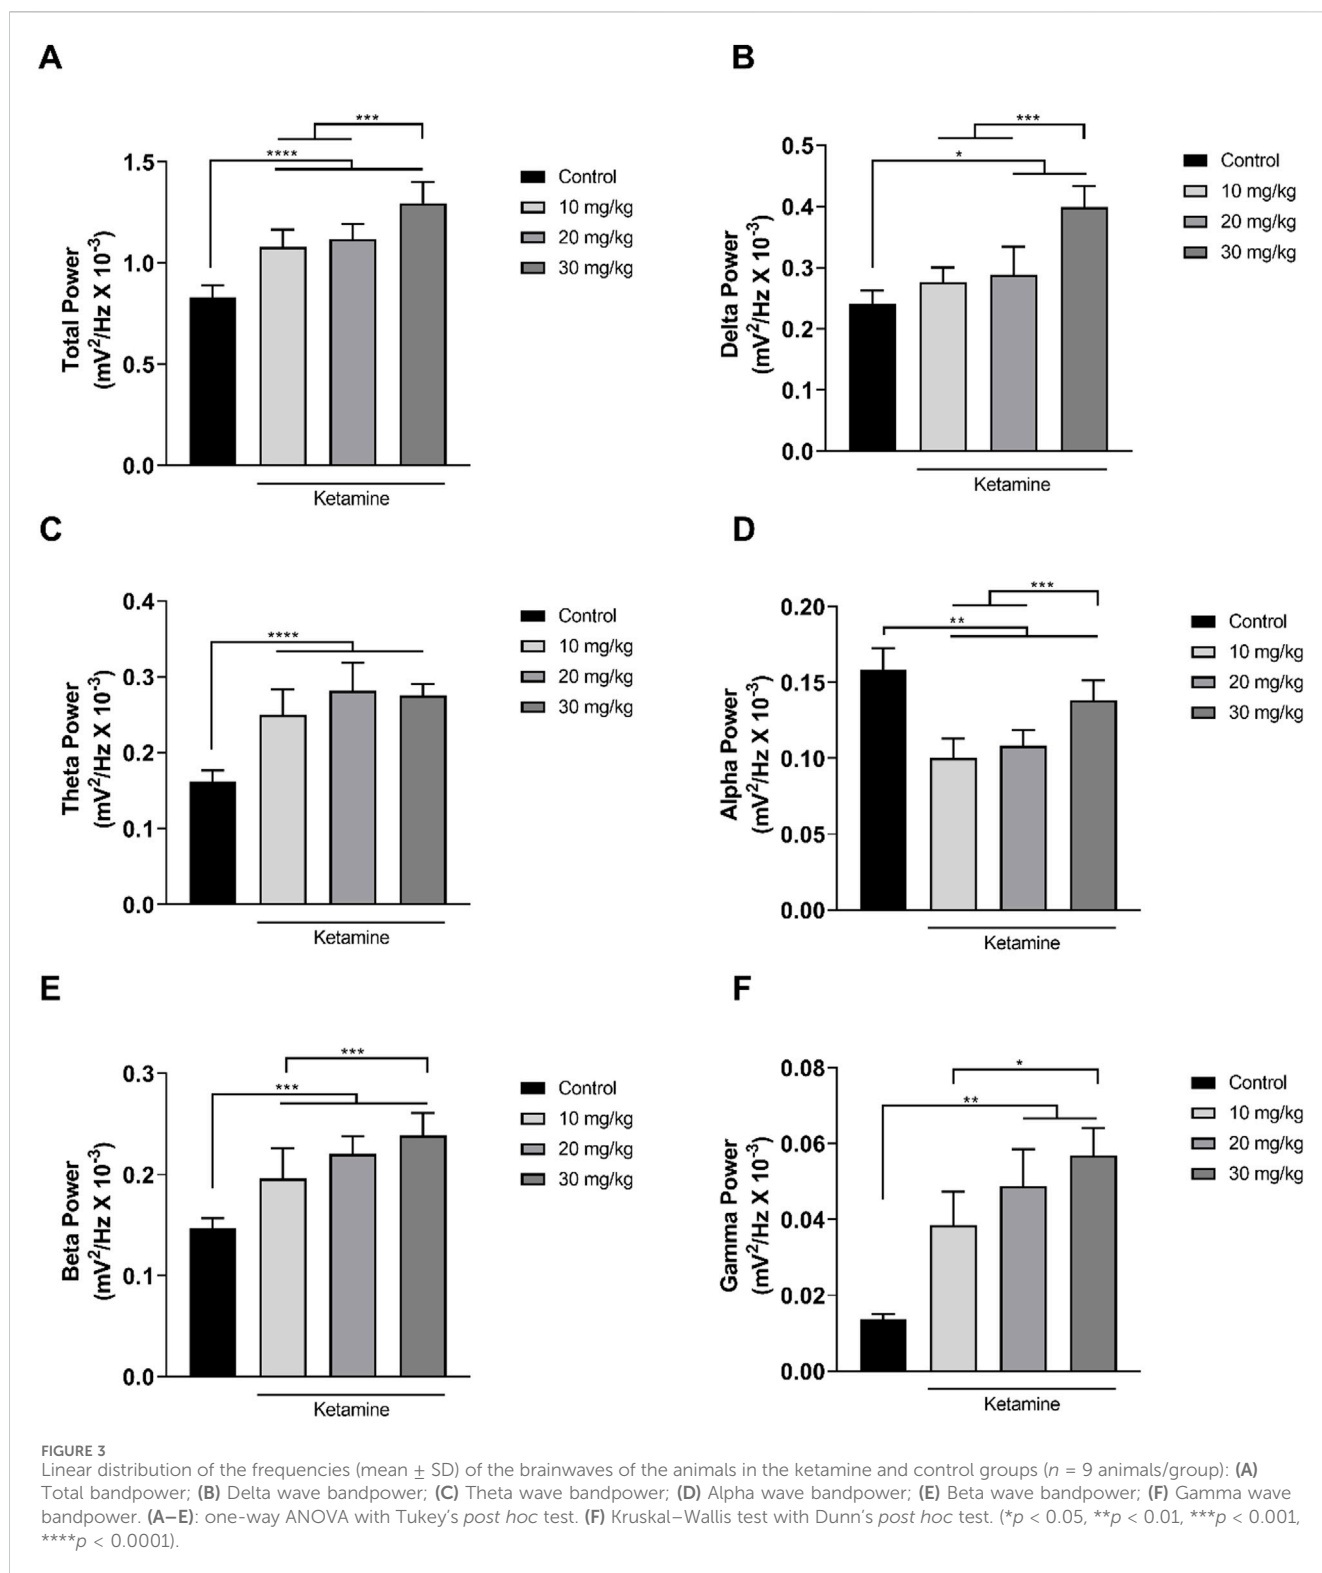 A
***
****
1.5
1.0
0.5
0.0
Total Power
(mV²/Hz X 10⁻³)
Control
10 mg/kg
20 mg/kg
30 mg/kg
Ketamine
B
***
*
0.5
0.4
0.3
0.2
0.1
0.0
Delta Power
(mV²/Hz X 10⁻³)
Control
10 mg/kg
20 mg/kg
30 mg/kg
Ketamine
C
****
0.4
0.3
0.2
0.1
0.0
Theta Power
(mV²/Hz X 10⁻³)
Control
10 mg/kg
20 mg/kg
30 mg/kg
Ketamine
D
***
**
0.20
0.15
0.10
0.05
0.00
Alpha Power
(mV²/Hz X 10⁻³)
Control
10 mg/kg
20 mg/kg
30 mg/kg
Ketamine
E
***
***
0.3
0.2
0.1
0.0
Beta Power
(mV²/Hz X 10⁻³)
Control
10 mg/kg
20 mg/kg
30 mg/kg
Ketamine
F
*
**
0.08
0.06
0.04
0.02
0.00
Gamma Power
(mV²/Hz X 10⁻³)
Control
10 mg/kg
20 mg/kg
30 mg/kg
Ketamine
FIGURE 3
Linear distribution of the frequencies (mean ± SD) of the brainwaves of the animals in the ketamine and control groups (n = 9 animals/group): (A)
Total bandpower; (B) Delta wave bandpower; (C) Theta wave bandpower; (D) Alpha wave bandpower; (E) Beta wave bandpower; (F) Gamma wave
bandpower. (A–E): one-way ANOVA with Tukey's post hoc test. (F) Kruskal–Wallis test with Dunn's post hoc test. (*p < 0.05, **p < 0.01, ***p < 0.001,
****p < 0.0001).